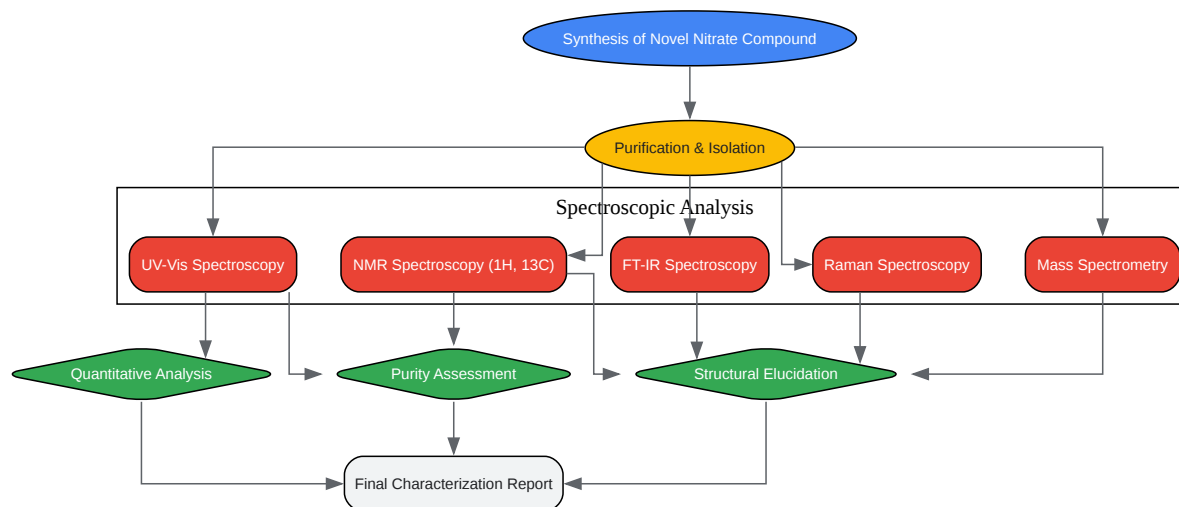 Synthesis of Novel Nitrate Compound
Purification & Isolation
Spectroscopic Analysis
UV-Vis Spectroscopy
NMR Spectroscopy (1H, 13C)
FT-IR Spectroscopy
Raman Spectroscopy
Mass Spectrometry
Quantitative Analysis
Purity Assessment
Structural Elucidation
Final Characterization Report